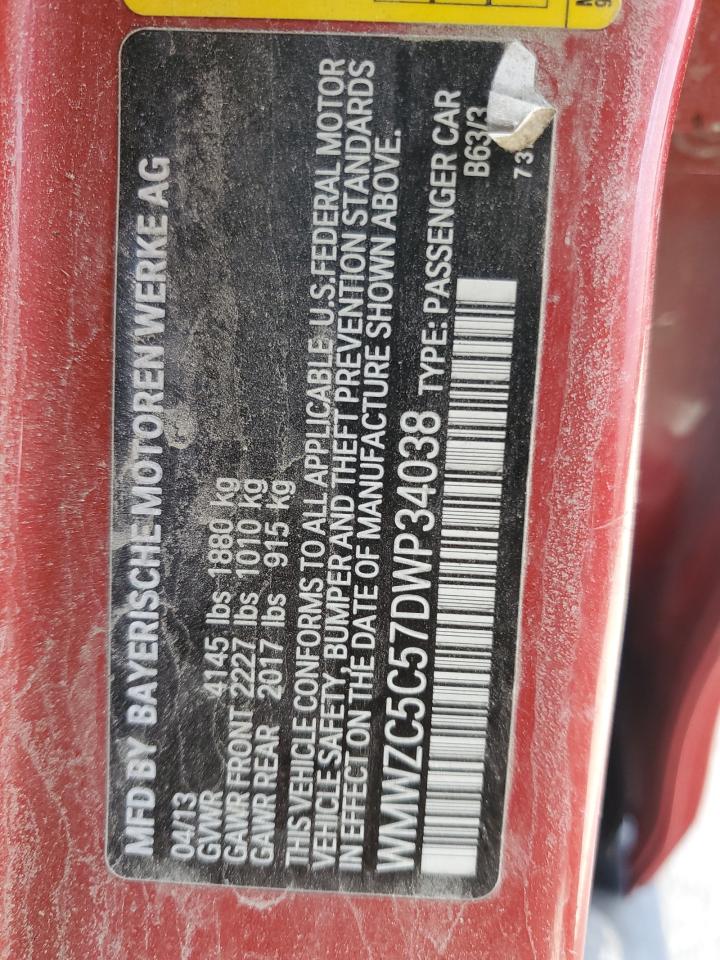 MFD BY BAYERISCHE MOTOREN WERKE AG
04/13
GVWR 4145 lbs 1880 kg
GAWR FRONT 2227 lbs 1010 kg
GAWR REAR 2017 lbs 915 kg
THIS VEHICLE CONFORMS TO ALL APPLICABLE U.S.FEDERAL MOTOR
VEHICLE SAFETY, BUMPER AND THEFT PREVENTION STANDARDS
IN EFFECT ON THE DATE OF MANUFACTURE SHOWN ABOVE.
WMWZC5C57DWP34038 TYPE: PASSENGER CAR
B63/3